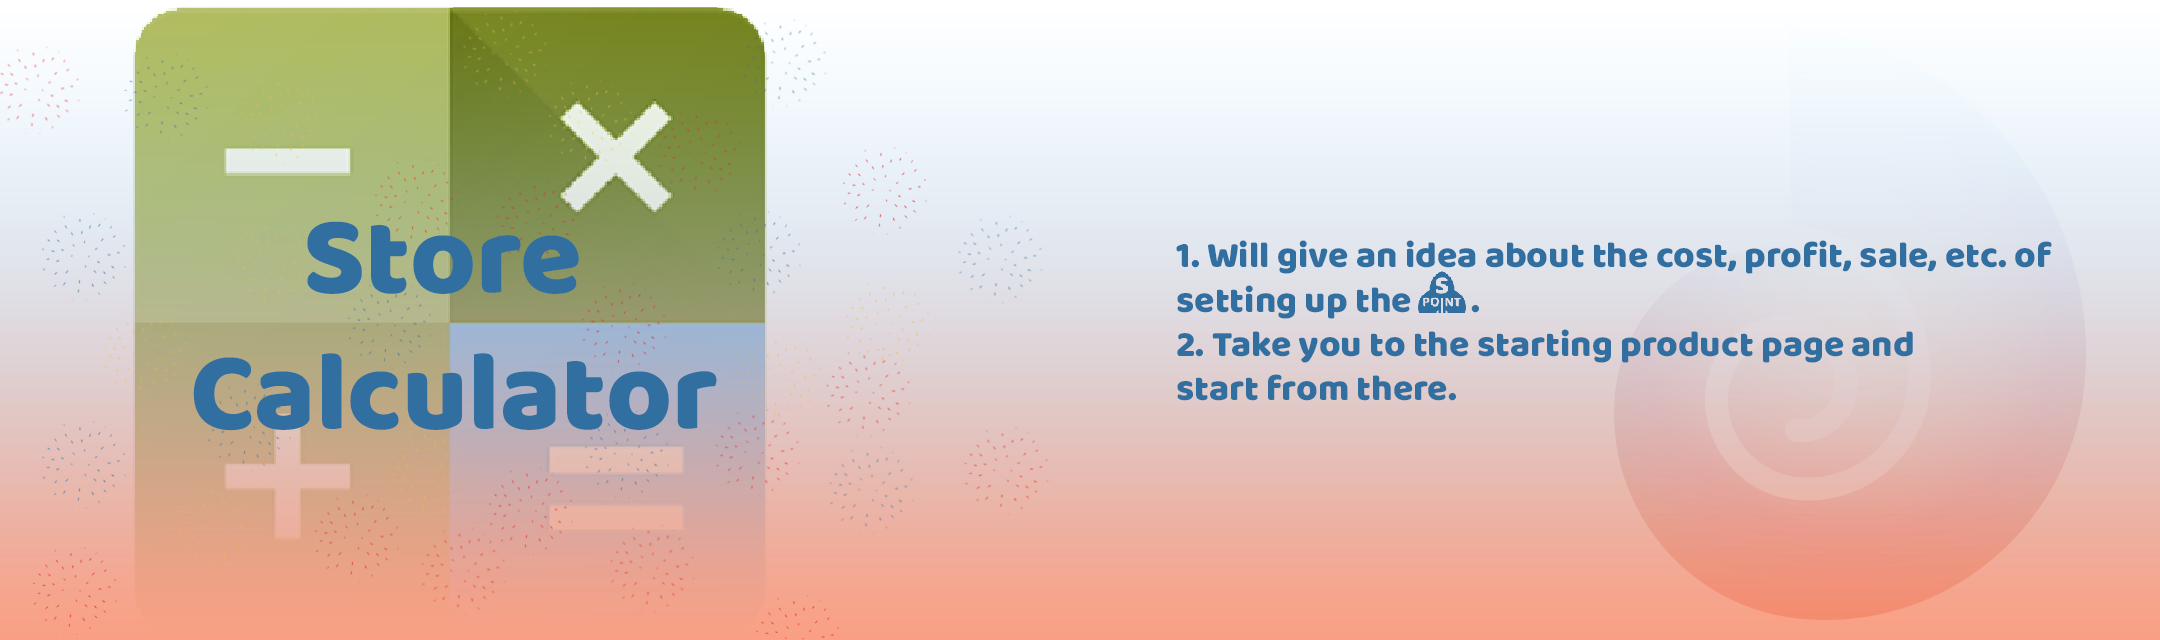 Store
Calculator
1. Will give an idea about the cost, profit, sale, etc. of
setting up the S POINT .
2. Take you to the starting product page and
start from there.